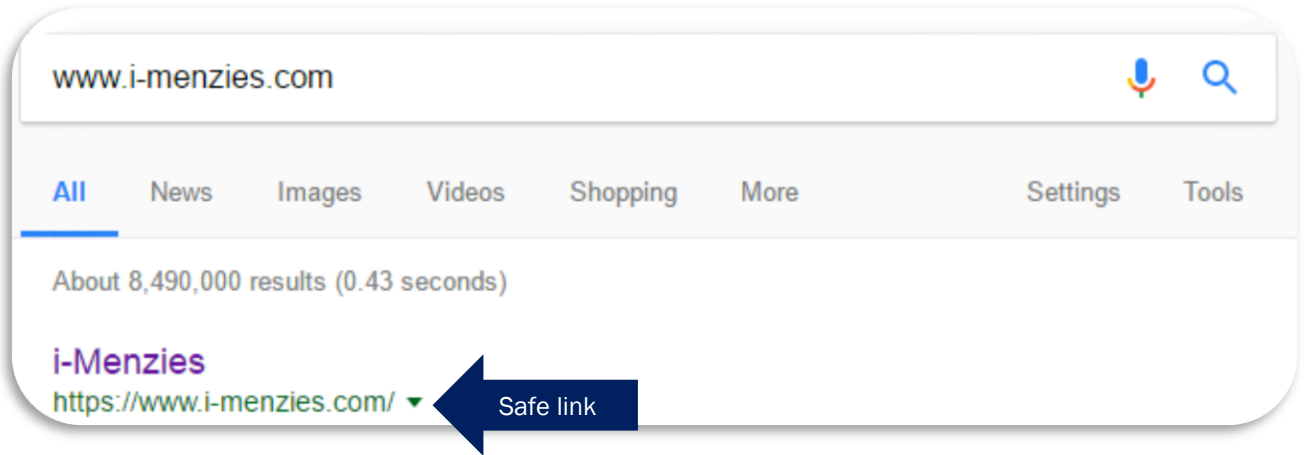 www.i-menzies.com
All News Images Videos Shopping More Settings Tools
About 8,490,000 results (0.43 seconds)
i-Menzies
https://www.i-menzies.com/
Safe link